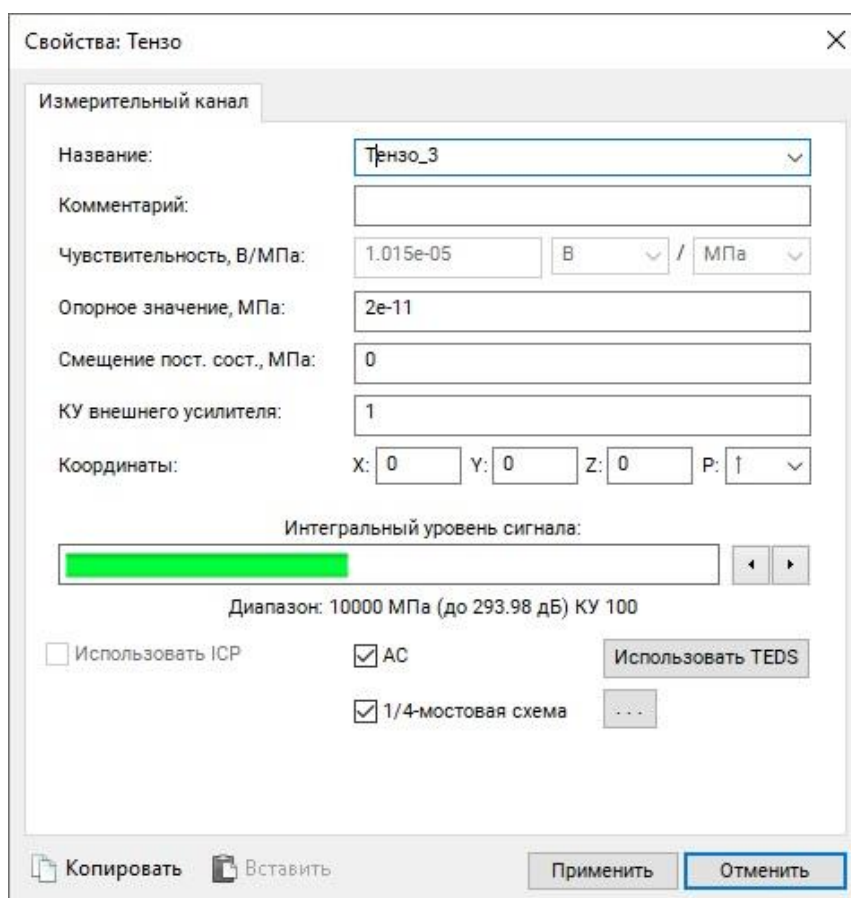 Свойства: Тензо
Измерительный канал
Название: Тензо_3
Комментарий:
Чувствительность, В/МПа: 1.015e-05 В / МПа
Опорное значение, МПа: 2e-11
Смещение пост. сост., МПа: 0
КУ внешнего усилителя: 1
Координаты: X: 0 Y: 0 Z: 0 P: ↑
Интегральный уровень сигнала:
Диапазон: 10000 МПа (до 293.98 дБ) КУ 100
Использовать ICP AC Использовать TEDS
1/4-мостовая схема ...
Копировать Вставить Применить Отменить